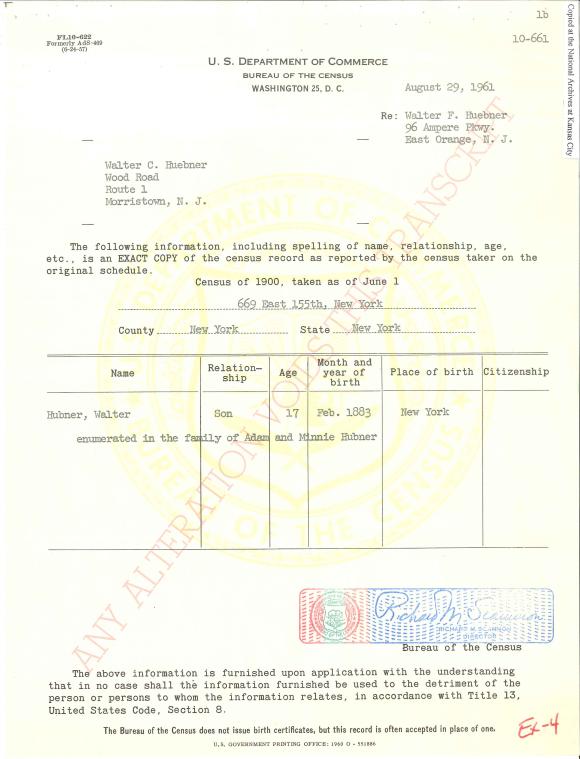 1b
FL10-622
Formerly AdS-469
(6-24-57)
10-661
Copied at the National Archives at Kansas City
U. S. DEPARTMENT OF COMMERCE
BUREAU OF THE CENSUS
WASHINGTON 25, D. C.
August 29, 1961
Re: Walter F. Huebner
96 Ampere Pkwy.
East Orange, N. J.
Walter C. Huebner
Wood Road
Route 1
Morristown, N. J.
The following information, including spelling of name, relationship, age,
etc., is an EXACT COPY of the census record as reported by the census taker on the
original schedule.
Census of 1900, taken as of June 1
669 East 155th, New York
County New York State New York
Name Relation-ship Age Month and year of birth Place of birth Citizenship
Hubner, Walter Son 17 Feb. 1883 New York
enumerated in the family of Adam and Minnie Hubner
ANY ALTERATION VOIDS THIS TRANSCRIPT
DEPARTMENT OF COMMERCE
BUREAU OF THE CENSUS
Richard M. Scammon
RICHARD M. SCAMMON
DIRECTOR
Bureau of the Census
The above information is furnished upon application with the understanding
that in no case shall the information furnished be used to the detriment of the
person or persons to whom the information relates, in accordance with Title 13,
United States Code, Section 8.
The Bureau of the Census does not issue birth certificates, but this record is often accepted in place of one.
U. S. GOVERNMENT PRINTING OFFICE: 1960 O - 551886
Ex-4